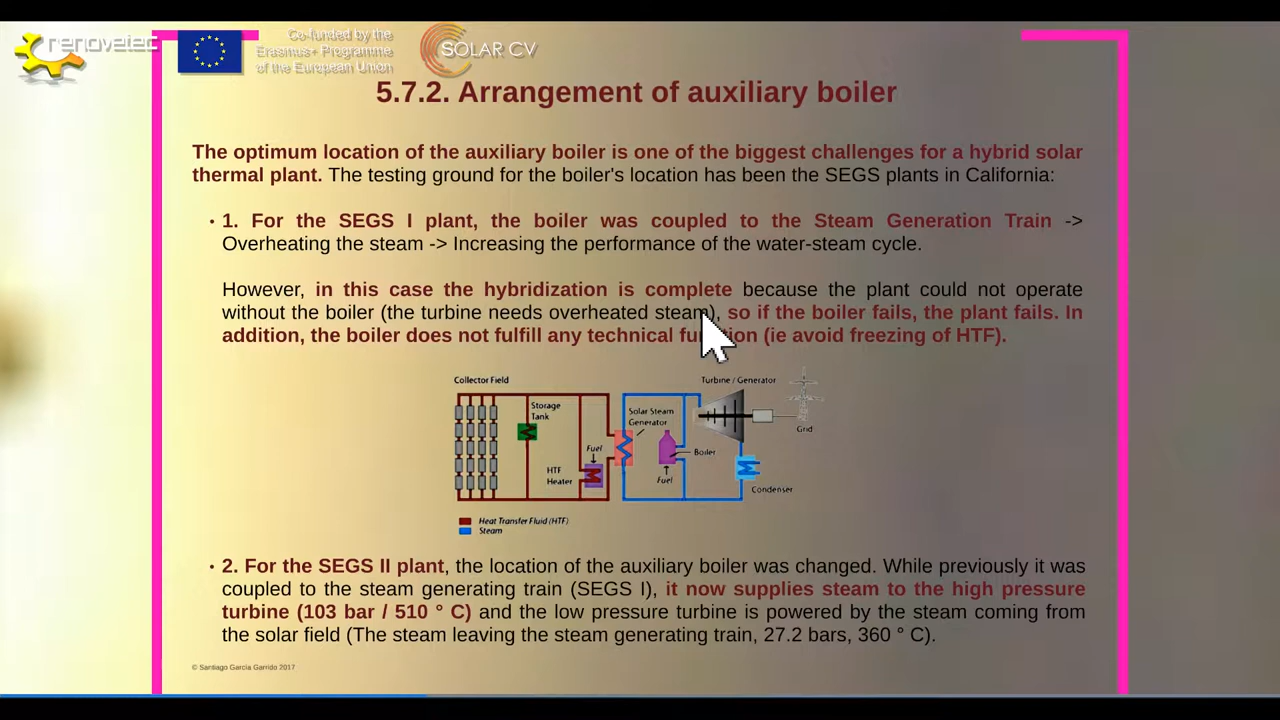 renovetec
Co-funded by the
Erasmus+ Programme
of the European Union
SOLAR CV
5.7.2. Arrangement of auxiliary boiler
The optimum location of the auxiliary boiler is one of the biggest challenges for a hybrid solar
thermal plant. The testing ground for the boiler's location has been the SEGS plants in California:
• 1. For the SEGS I plant, the boiler was coupled to the Steam Generation Train ->
Overheating the steam -> Increasing the performance of the water-steam cycle.
However, in this case the hybridization is complete because the plant could not operate
without the boiler (the turbine needs overheated steam), so if the boiler fails, the plant fails. In
addition, the boiler does not fulfill any technical function (ie avoid freezing of HTF).
Collector Field
Turbine / Generator
Storage
Tank
Solar Steam
Generator
Grid
Fuel
Boiler
HTF
Heater
Fuel
Condenser
Heat Transfer Fluid (HTF)
Steam
• 2. For the SEGS II plant, the location of the auxiliary boiler was changed. While previously it was
coupled to the steam generating train (SEGS I), it now supplies steam to the high pressure
turbine (103 bar / 510 ° C) and the low pressure turbine is powered by the steam coming from
the solar field (The steam leaving the steam generating train, 27.2 bars, 360 ° C).
© Santiago García Garrido 2017